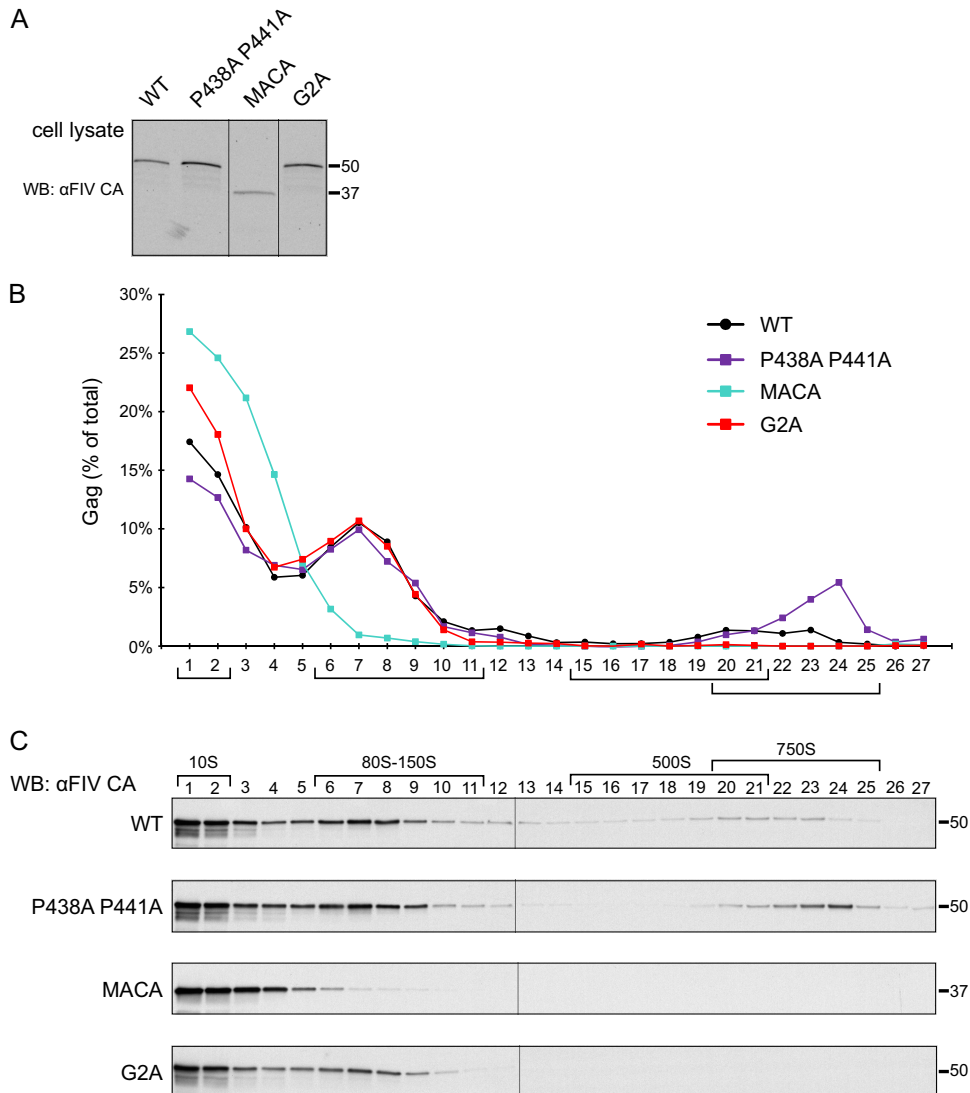 A
WT P438A P441A MACA G2A
cell lysate
WB: αFIV CA
50
37
B
30%
25%
20%
15%
10%
5%
0%
Gag (% of total)
WT
P438A P441A
MACA
G2A
1 2 3 4 5 6 7 8 9 10 11 12 13 14 15 16 17 18 19 20 21 22 23 24 25 26 27
C
750S
10S 80S-150S 500S
WB: αFIV CA 1 2 3 4 5 6 7 8 9 10 11 12 13 14 15 16 17 18 19 20 21 22 23 24 25 26 27
WT 50
P438A P441A 50
MACA 37
G2A 50